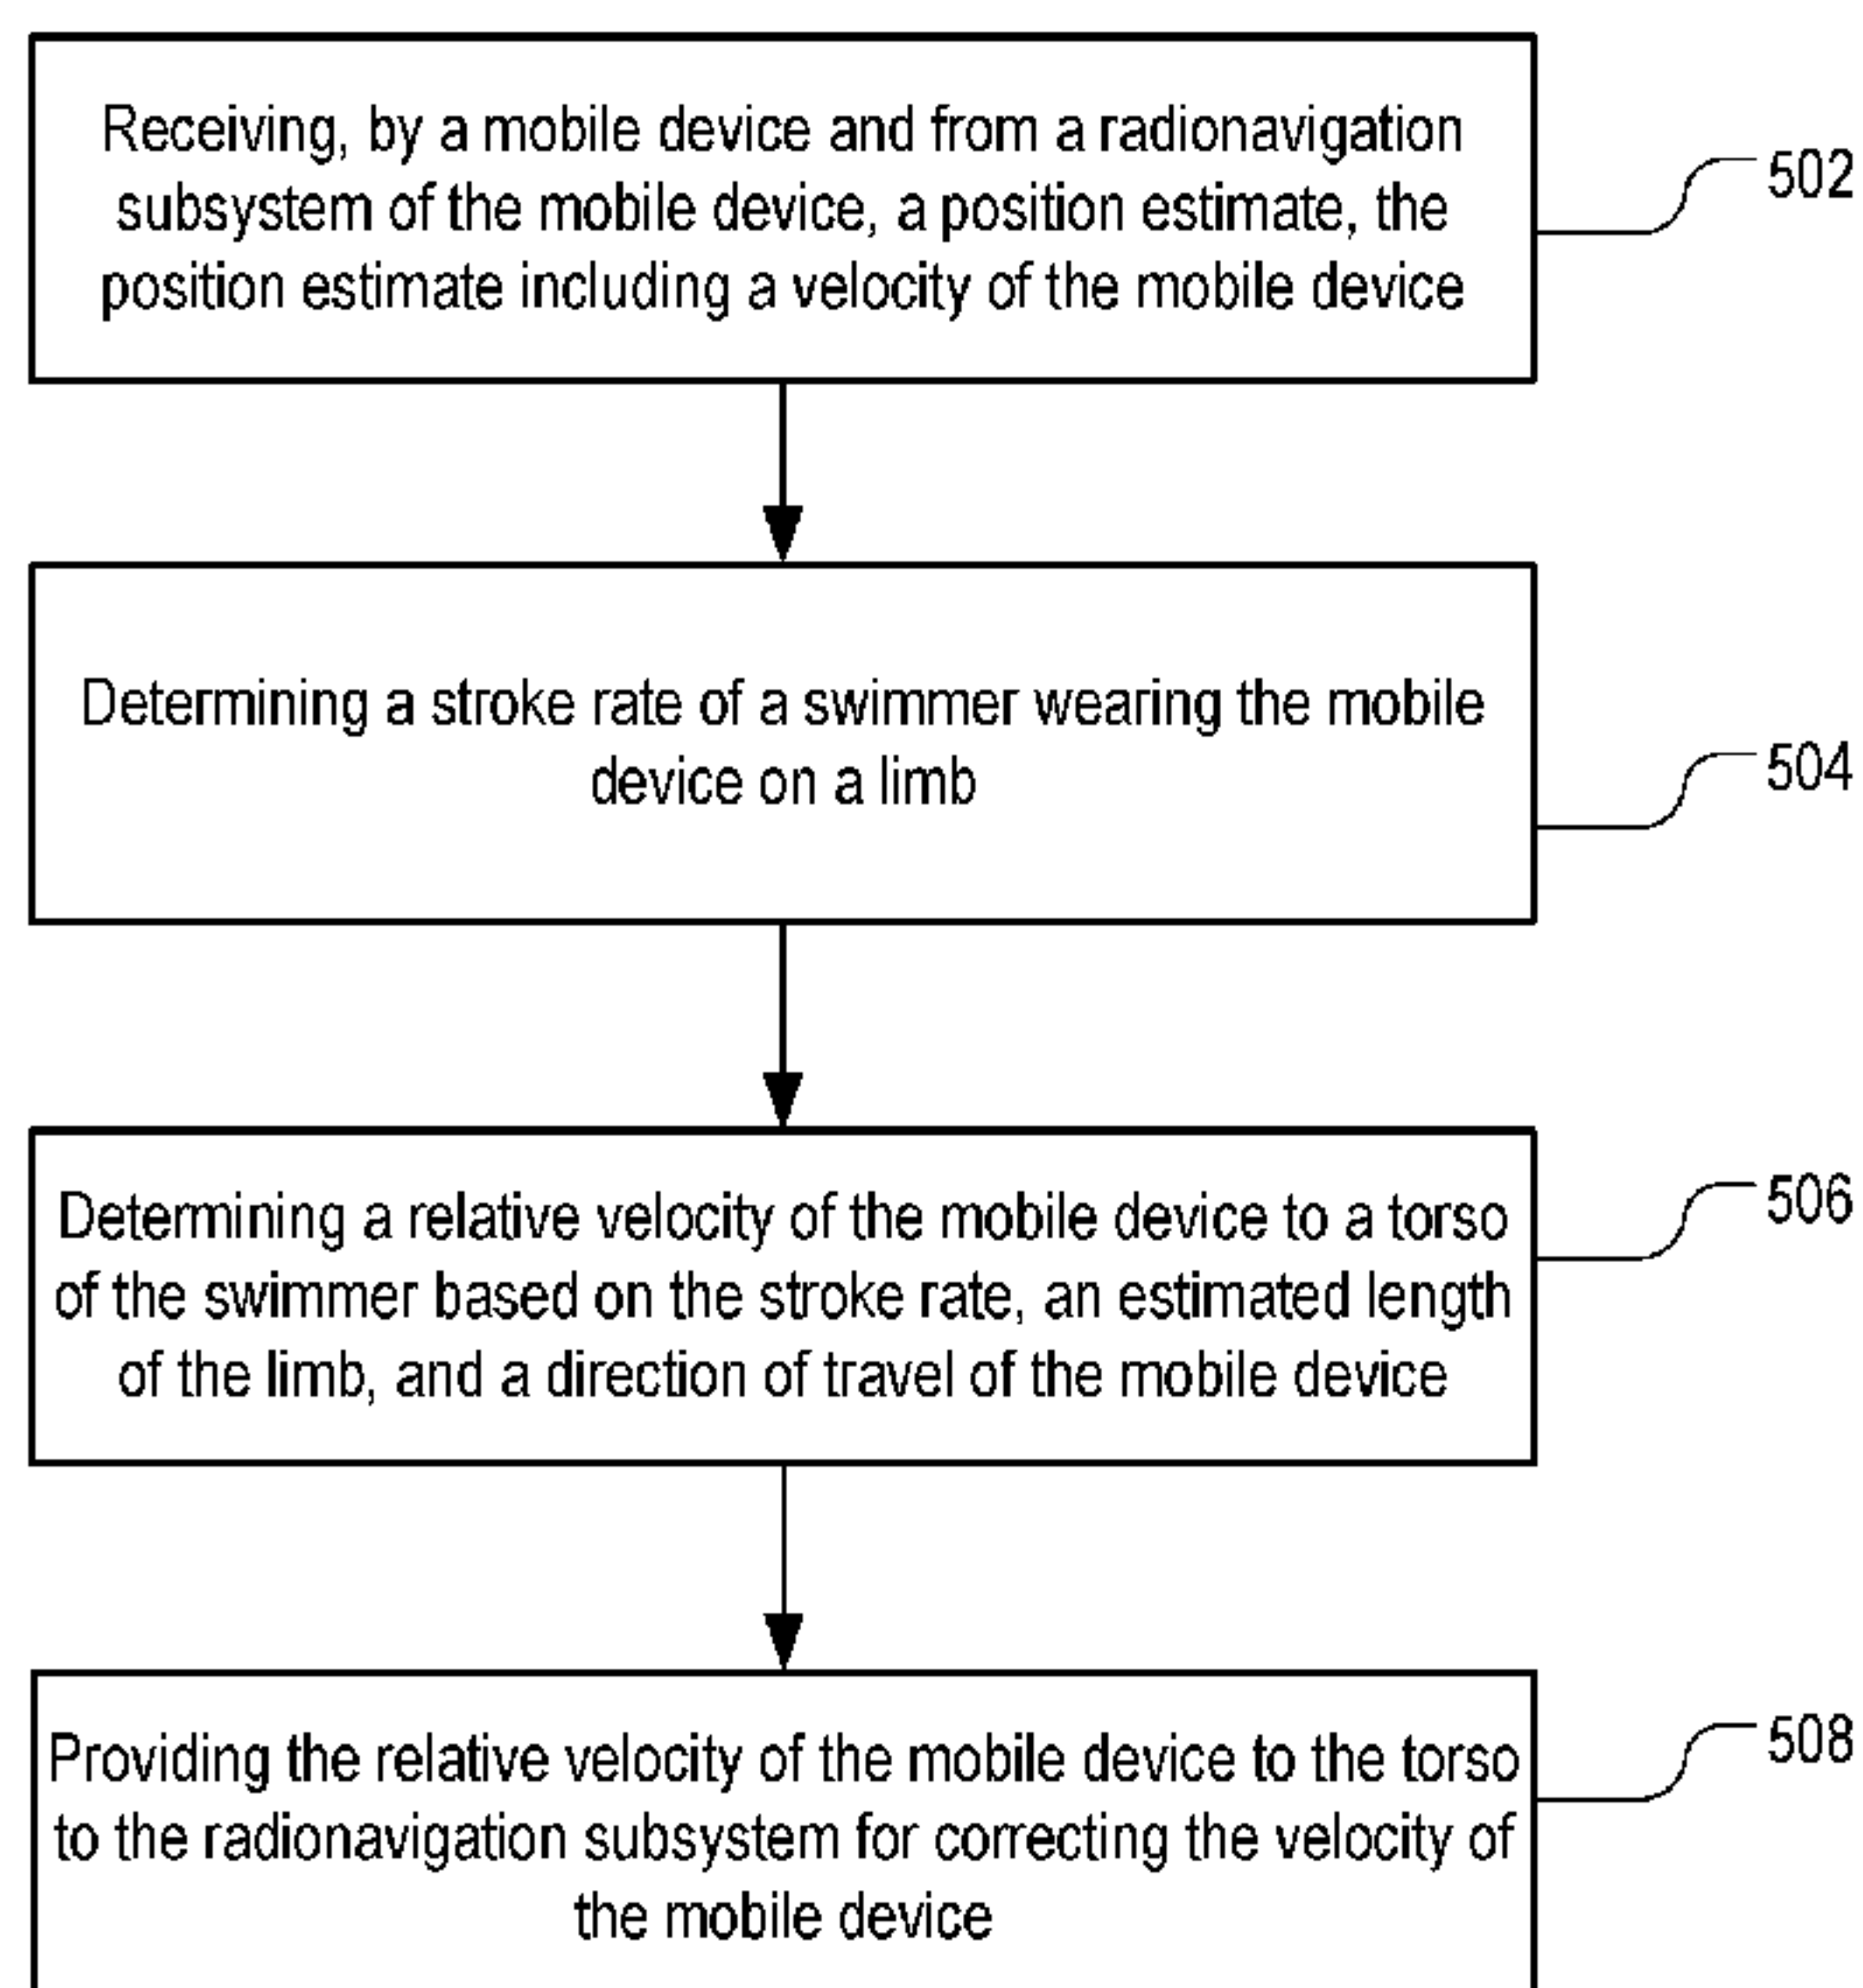 Receiving, by a mobile device and from a radionavigation
subsystem of the mobile device, a position estimate, the
position estimate including a velocity of the mobile device
502
Determining a stroke rate of a swimmer wearing the mobile
device on a limb
504
Determining a relative velocity of the mobile device to a torso
of the swimmer based on the stroke rate, an estimated length
of the limb, and a direction of travel of the mobile device
506
Providing the relative velocity of the mobile device to the torso
to the radionavigation subsystem for correcting the velocity of
the mobile device
508